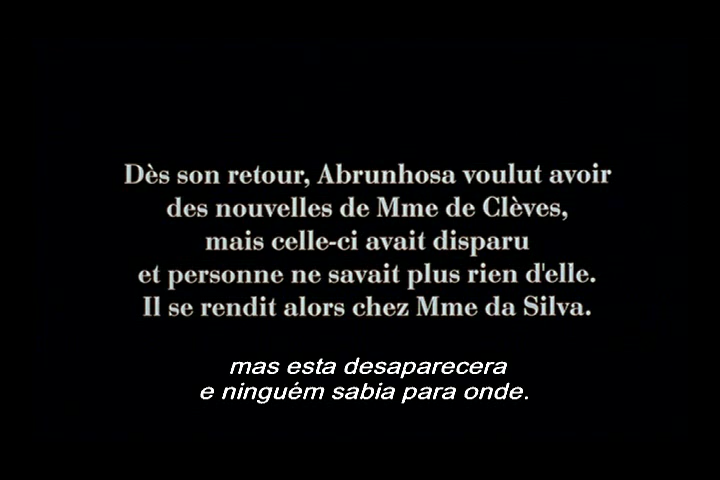 Dès son retour, Abrunhosa voulut avoir
des nouvelles de Mme de Clèves,
mais celle-ci avait disparu
et personne ne savait plus rien d'elle.
Il se rendit alors chez Mme da Silva.
mas esta desaparecera
e ninguém sabia para onde.